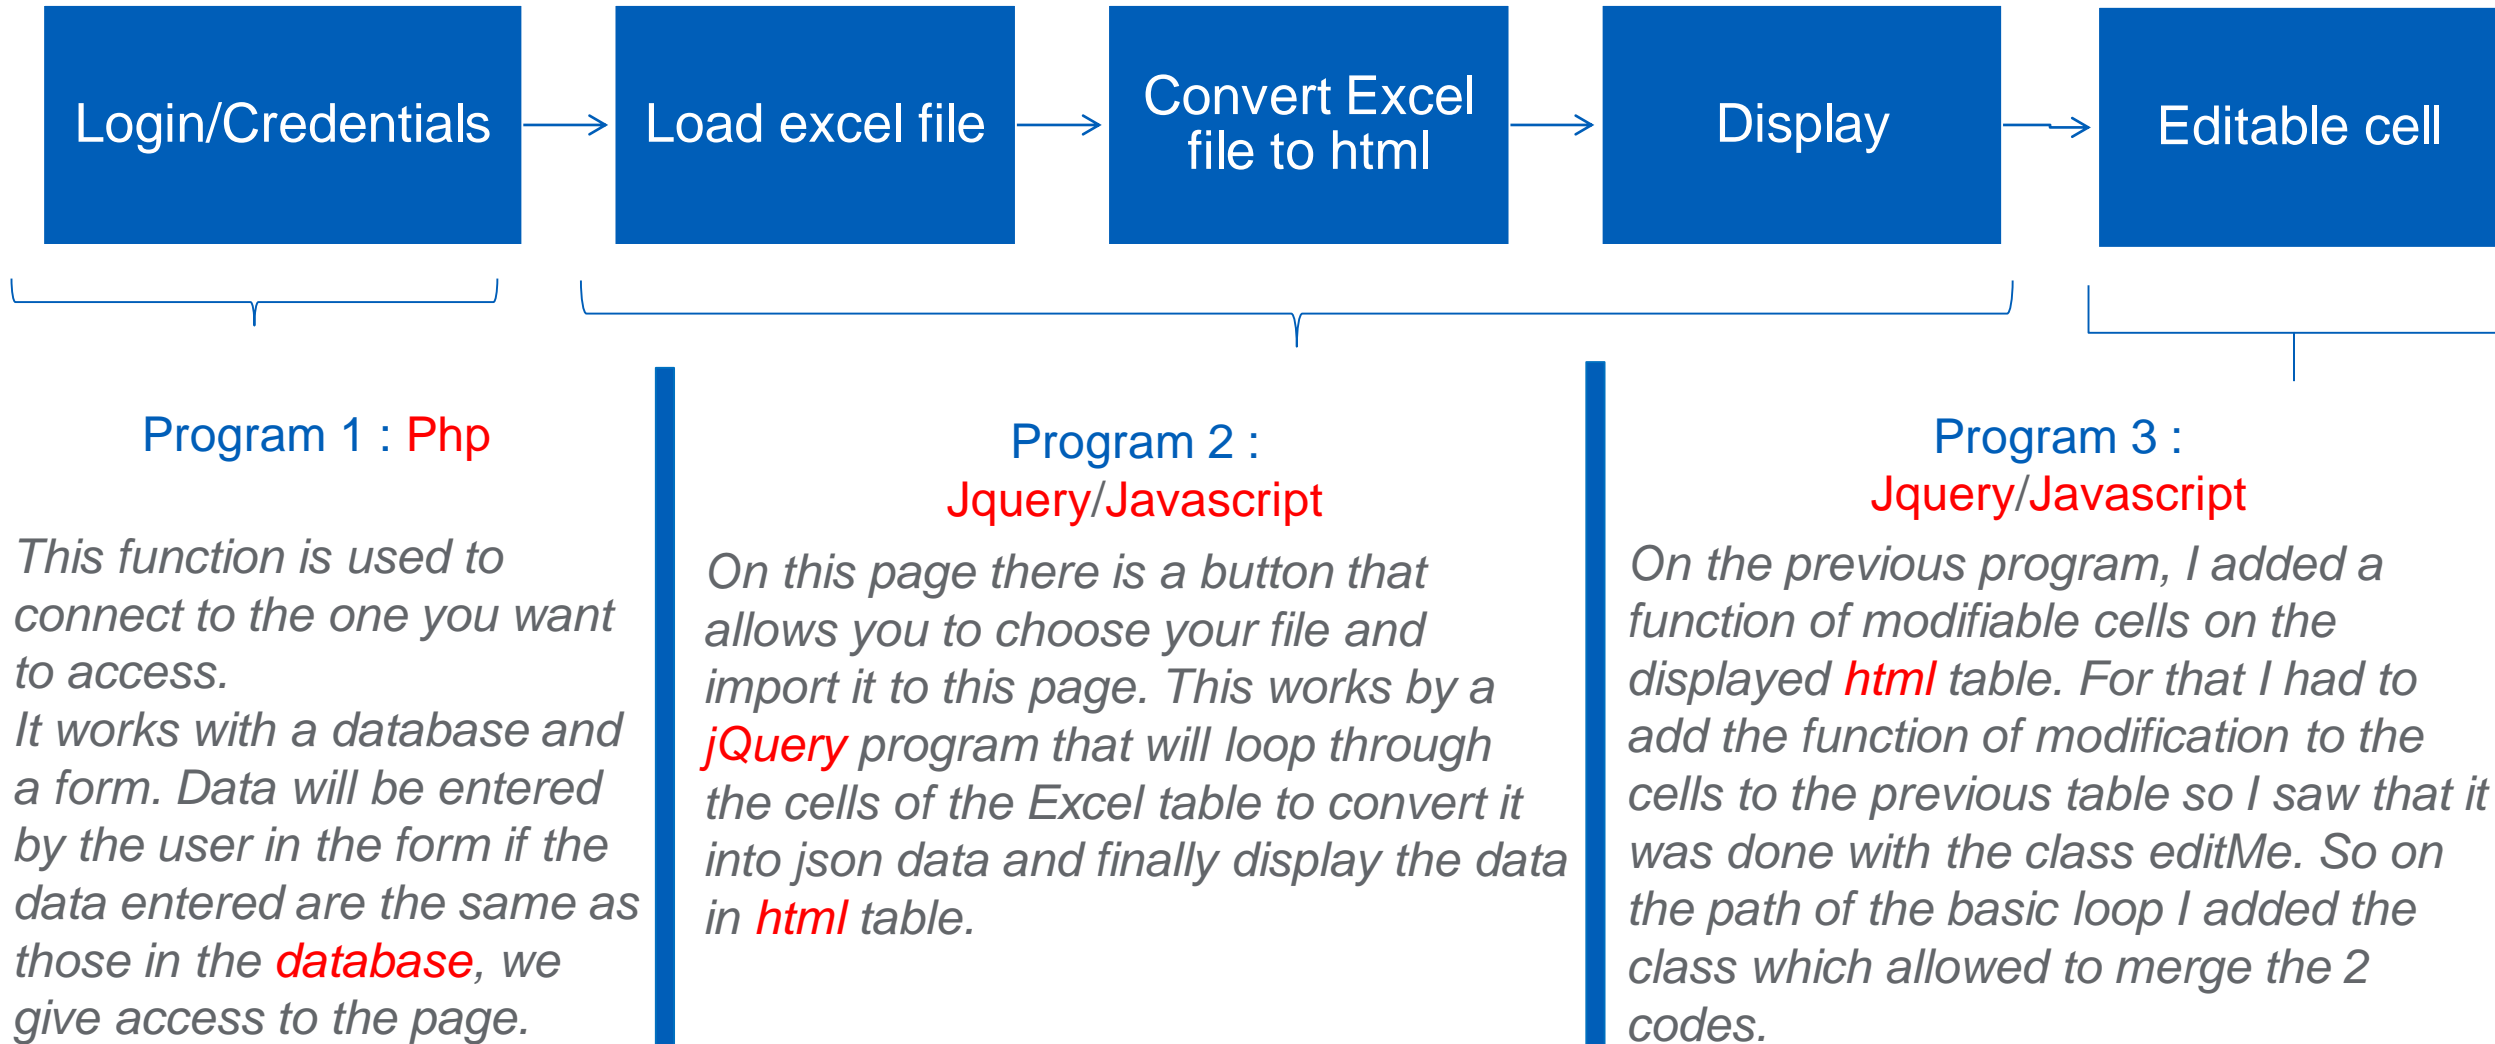 Login/Credentials
Load excel file
Convert Excel
file to html
Display
Editable cell
Program 1 : Php
This function is used to
connect to the one you want
to access.
It works with a database and
a form. Data will be entered
by the user in the form if the
data entered are the same as
those in the database, we
give access to the page.
Program 2 :
Jquery/Javascript
On this page there is a button that
allows you to choose your file and
import it to this page. This works by a
jQuery program that will loop through
the cells of the Excel table to convert it
into json data and finally display the data
in html table.
Program 3 :
Jquery/Javascript
On the previous program, I added a
function of modifiable cells on the
displayed html table. For that I had to
add the function of modification to the
cells to the previous table so I saw that it
was done with the class editMe. So on
the path of the basic loop I added the
class which allowed to merge the 2
codes.